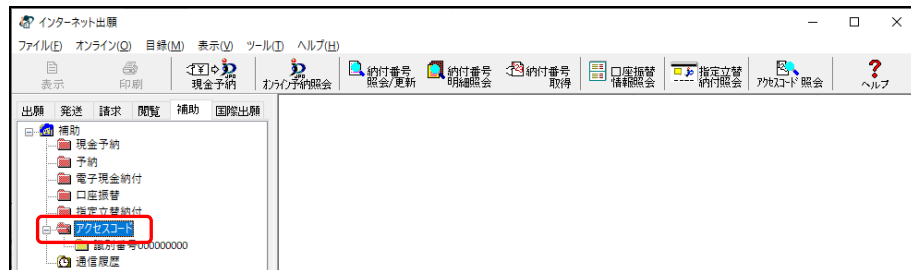 インターネット出願
ファイル(F) オンライン(O) 目録(M) 表示(V) ツール(T) ヘルプ(H)
表示 印刷 現金予納 オンライン予納照会 納付番号照会/更新 納付番号明細照会 納付番号取得 口座振替情報照会 指定立替納付照会 アクセスコード照会 ヘルプ
出願 発送 請求 閲覧 補助 国際出願
補助
現金予納
予納
電子現金納付
口座振替
指定立替納付
アクセスコード
識別番号000000000
通信履歴